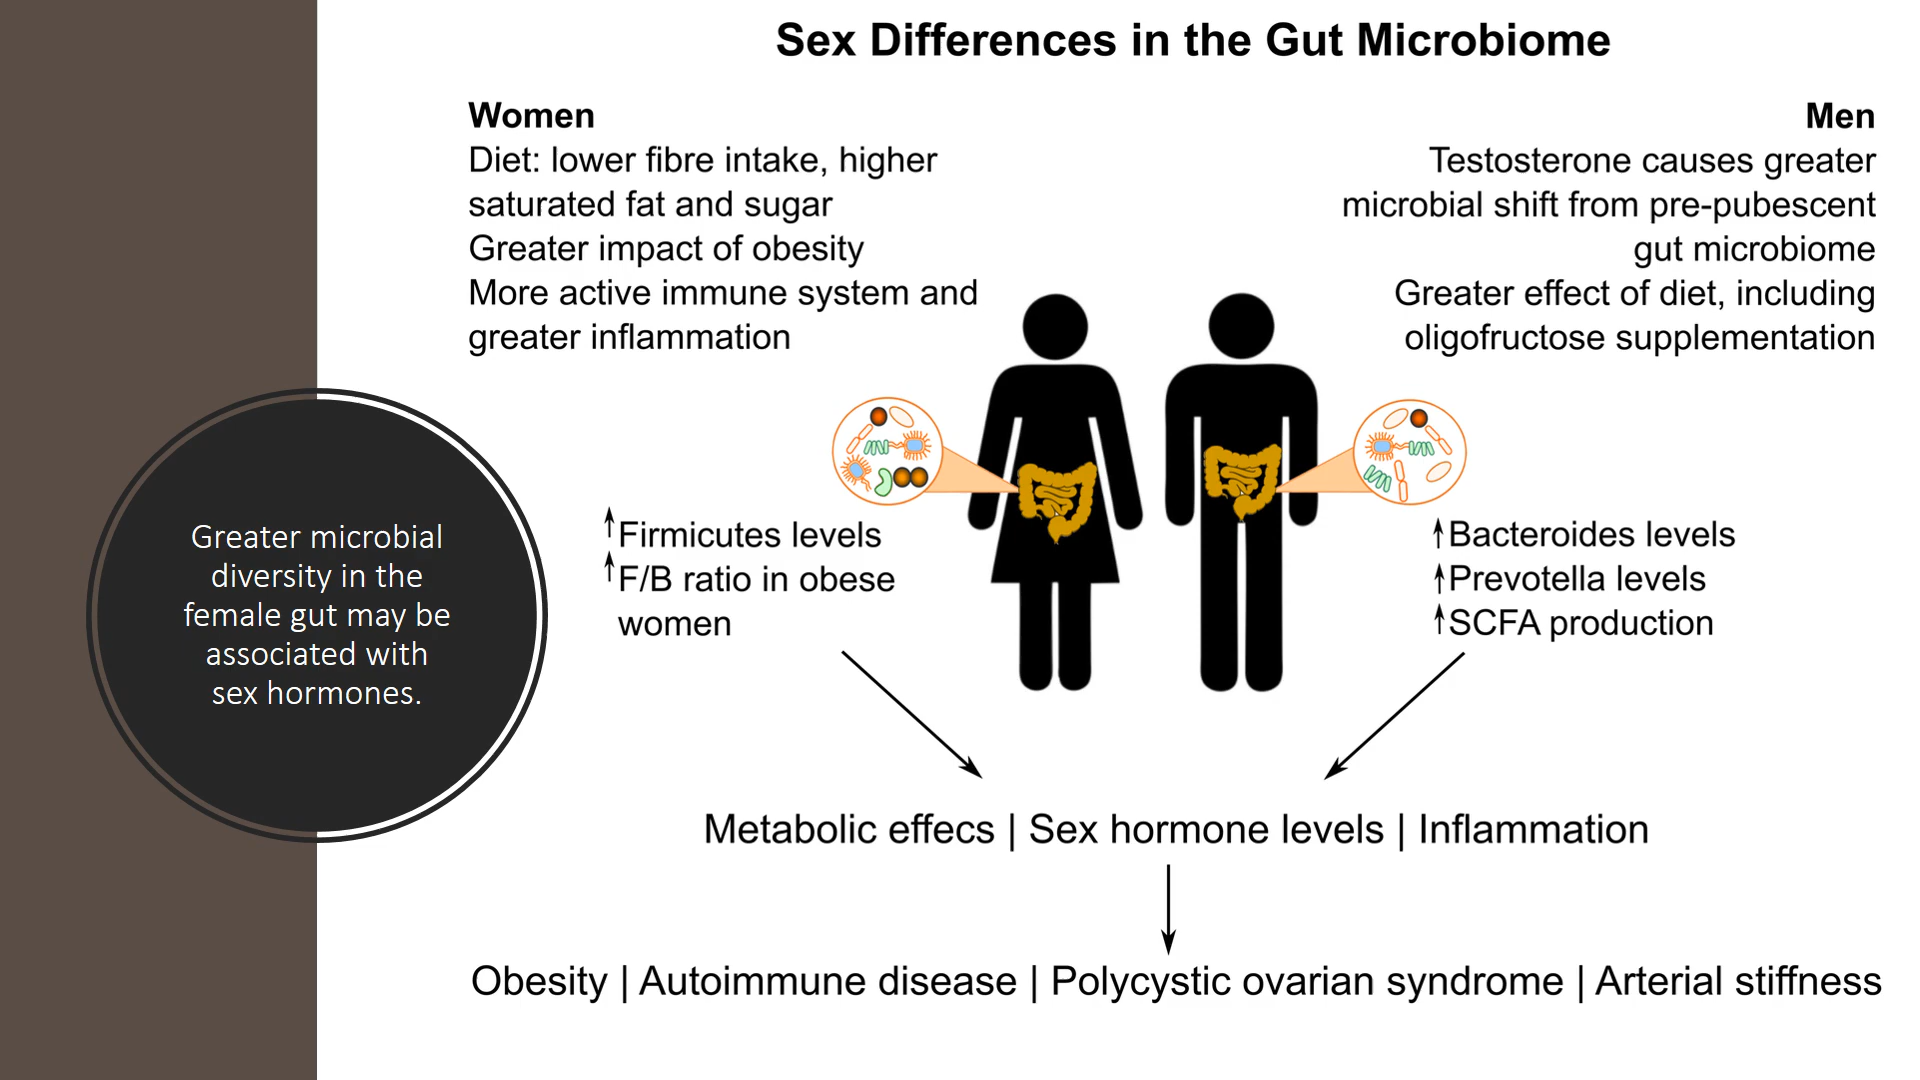 Sex Differences in the Gut Microbiome
Women
Diet: lower fibre intake, higher
saturated fat and sugar
Greater impact of obesity
More active immune system and
greater inflammation
Men
Testosterone causes greater
microbial shift from pre-pubescent
gut microbiome
Greater effect of diet, including
oligofructose supplementation
Greater microbial
diversity in the
female gut may be
associated with
sex hormones.
↑Firmicutes levels
↑F/B ratio in obese
women
↑Bacteroides levels
↑Prevotella levels
↑SCFA production
Metabolic effecs | Sex hormone levels | Inflammation
Obesity | Autoimmune disease | Polycystic ovarian syndrome | Arterial stiffness